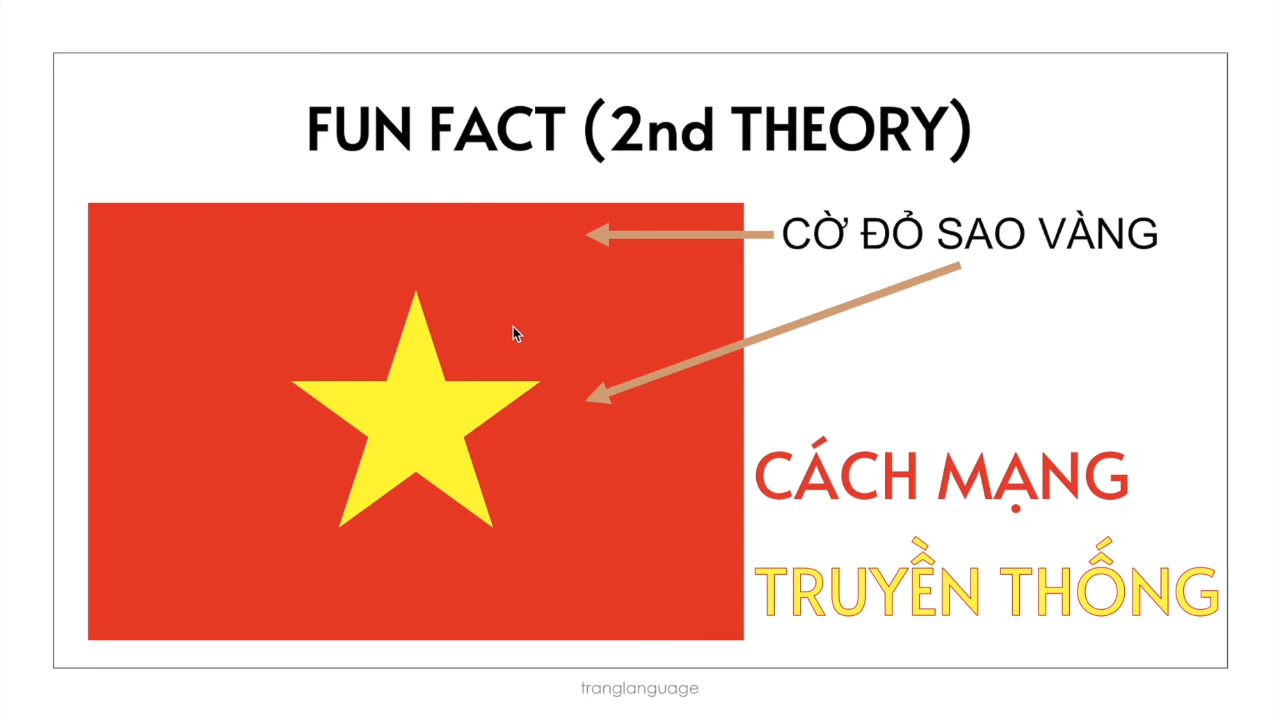 FUN FACT (2nd THEORY)
CỜ ĐỎ SAO VÀNG
CÁCH MẠNG
TRUYỀN THỐNG
tranglanguage